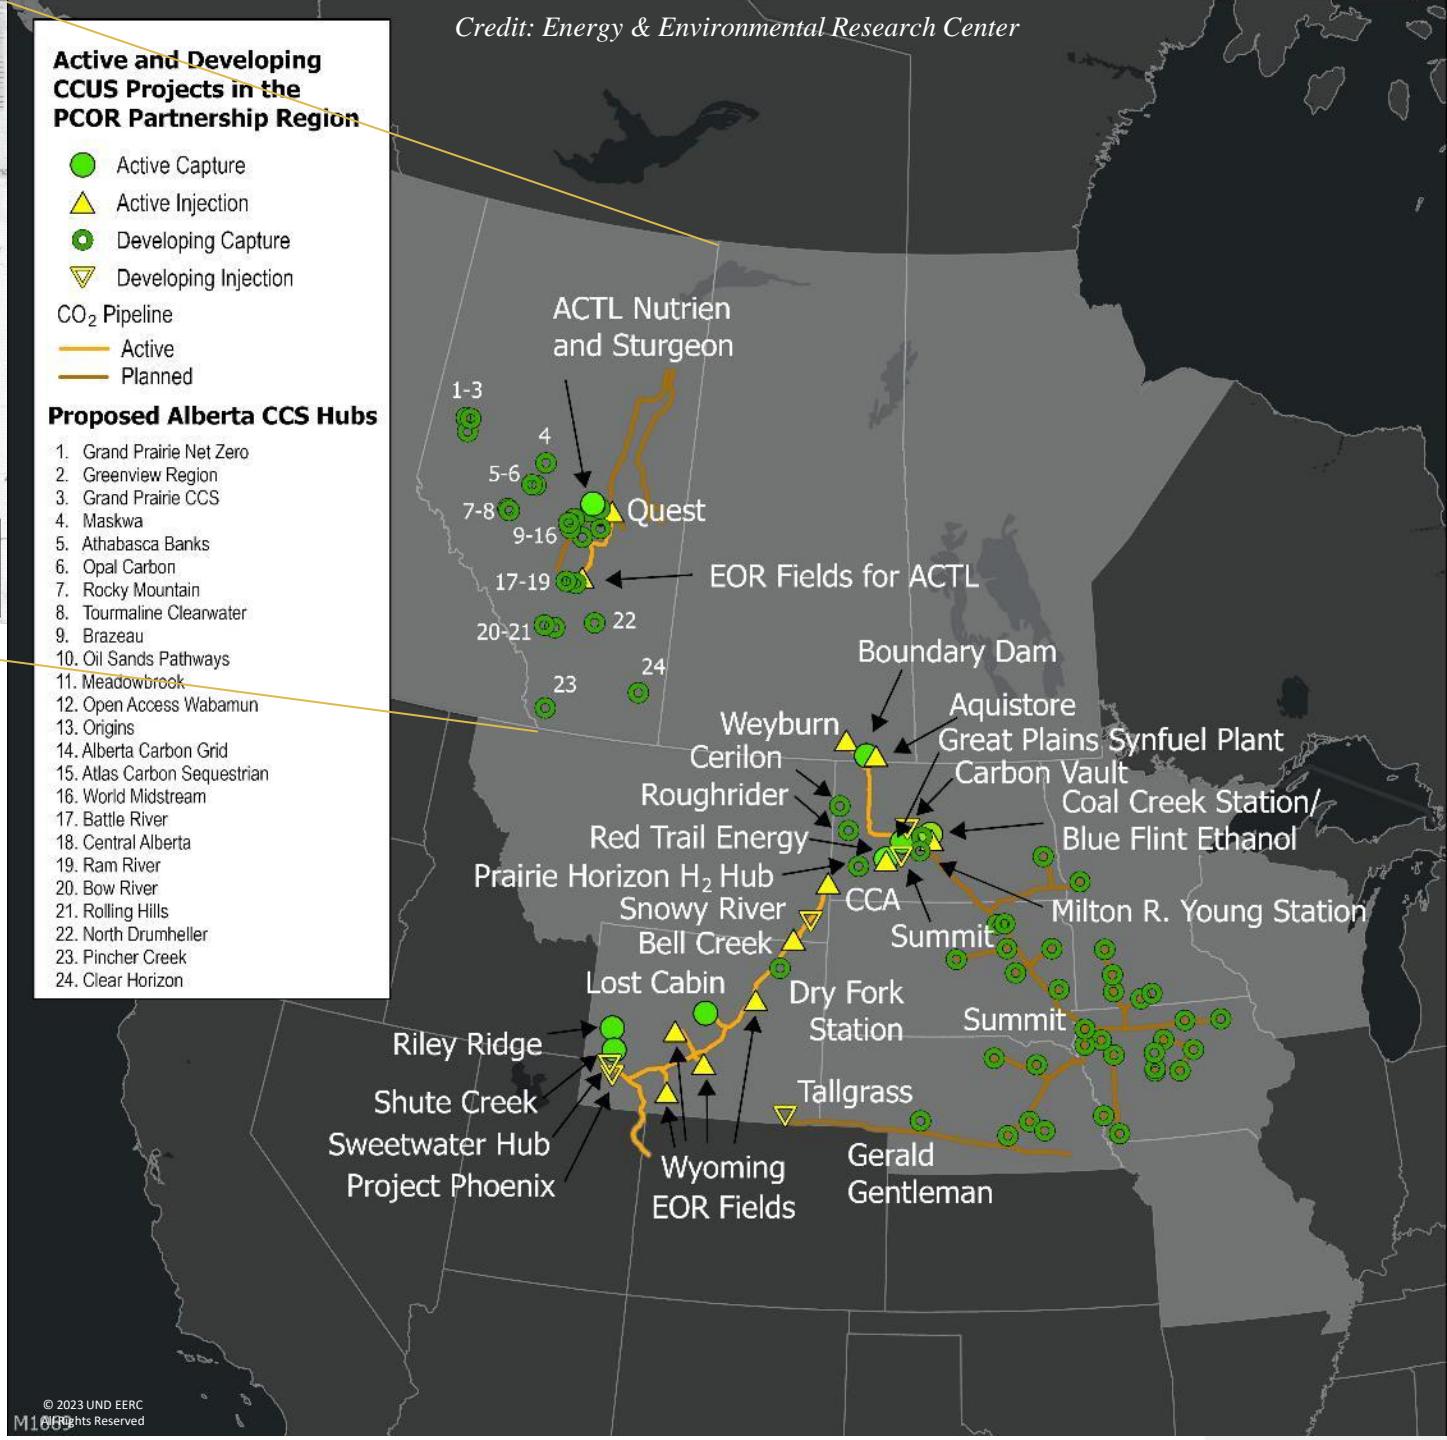 Credit: Energy & Environmental Research Center
Active and Developing
CCUS Projects in the
PCOR Partnership Region
Active Capture
Active Injection
Developing Capture
Developing Injection
CO₂ Pipeline
Active
Planned
Proposed Alberta CCS Hubs
1. Grand Prairie Net Zero
2. Greenview Region
3. Grand Prairie CCS
4. Maskwa
5. Athabasca Banks
6. Opal Carbon
7. Rocky Mountain
8. Tourmaline Clearwater
9. Brazeau
10. Oil Sands Pathways
11. Meadowbrook
12. Open Access Wabamun
13. Origins
14. Alberta Carbon Grid
15. Atlas Carbon Sequestrian
16. World Midstream
17. Battle River
18. Central Alberta
19. Ram River
20. Bow River
21. Rolling Hills
22. North Drumheller
23. Pincher Creek
24. Clear Horizon
ACTL Nutrien
and Sturgeon
1-3
4
5-6
7-8
Quest
9-16
EOR Fields for ACTL
17-19
22
20-21
24
23
Boundary Dam
Aquistore
Weyburn
Great Plains Synfuel Plant
Cerilon
Carbon Vault
Roughrider
Coal Creek Station/
Blue Flint Ethanol
Red Trail Energy
Prairie Horizon H₂ Hub
CCA
Milton R. Young Station
Snowy River
Summit
Bell Creek
Lost Cabin
Dry Fork
Station
Summit
Riley Ridge
Shute Creek
Tallgrass
Sweetwater Hub
Gerald
Gentleman
Project Phoenix
Wyoming
EOR Fields
© 2023 UND EERC
All Rights Reserved